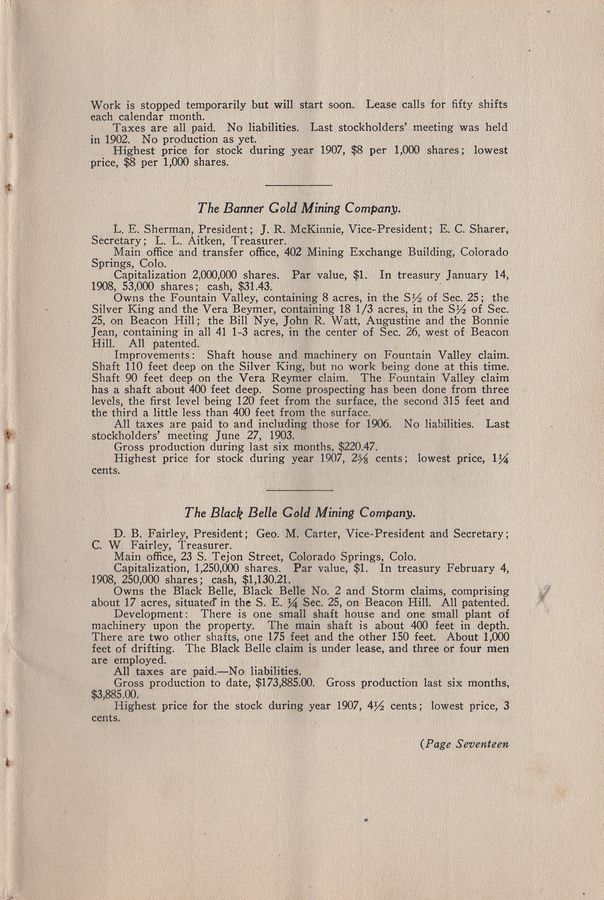 Work is stopped temporarily but will start soon. Lease calls for fifty shifts
each calendar month.
Taxes are all paid. No liabilities. Last stockholders' meeting was held
in 1902. No production as yet.
Highest price for stock during year 1907, $8 per 1,000 shares; lowest
price, $8 per 1,000 shares.
The Banner Gold Mining Company.
L. E. Sherman, President; J. R. McKinnie, Vice-President; E. C. Sharer,
Secretary; L. L. Aitken, Treasurer.
Main office and transfer office, 402 Mining Exchange Building, Colorado
Springs, Colo.
Capitalization 2,000,000 shares. Par value, $1. In treasury January 14,
1908, 53,000 shares; cash, $31.43.
Owns the Fountain Valley, containing 8 acres, in the S½ of Sec. 25; the
Silver King and the Vera Beymer, containing 18 1/3 acres, in the S½ of Sec.
25, on Beacon Hill; the Bill Nye, John R. Watt, Augustine and the Bonnie
Jean, containing in all 41 1-3 acres, in the center of Sec. 26, west of Beacon
Hill. All patented.
Improvements: Shaft house and machinery on Fountain Valley claim.
Shaft 110 feet deep on the Silver King, but no work being done at this time.
Shaft 90 feet deep on the Vera Reymer claim. The Fountain Valley claim
has a shaft about 400 feet deep. Some prospecting has been done from three
levels, the first level being 120 feet from the surface, the second 315 feet and
the third a little less than 400 feet from the surface.
All taxes are paid to and including those for 1906. No liabilities. Last
stockholders' meeting June 27, 1903.
Gross production during last six months, $220.47.
Highest price for stock during year 1907, 2⅝ cents; lowest price, 1¼
cents.
The Black Belle Gold Mining Company.
D. B. Fairley, President; Geo. M. Carter, Vice-President and Secretary;
C. W. Fairley, Treasurer.
Main office, 23 S. Tejon Street, Colorado Springs, Colo.
Capitalization, 1,250,000 shares. Par value, $1. In treasury February 4,
1908, 250,000 shares; cash, $1,130.21.
Owns the Black Belle, Black Belle No. 2 and Storm claims, comprising
about 17 acres, situated in the S. E. ¼ Sec. 25, on Beacon Hill. All patented.
Development: There is one small shaft house and one small plant of
machinery upon the property. The main shaft is about 400 feet in depth.
There are two other shafts, one 175 feet and the other 150 feet. About 1,000
feet of drifting. The Black Belle claim is under lease, and three or four men
are employed.
All taxes are paid.—No liabilities.
Gross production to date, $173,885.00. Gross production last six months,
$3,885.00.
Highest price for the stock during year 1907, 4½ cents; lowest price, 3
cents.
(Page Seventeen